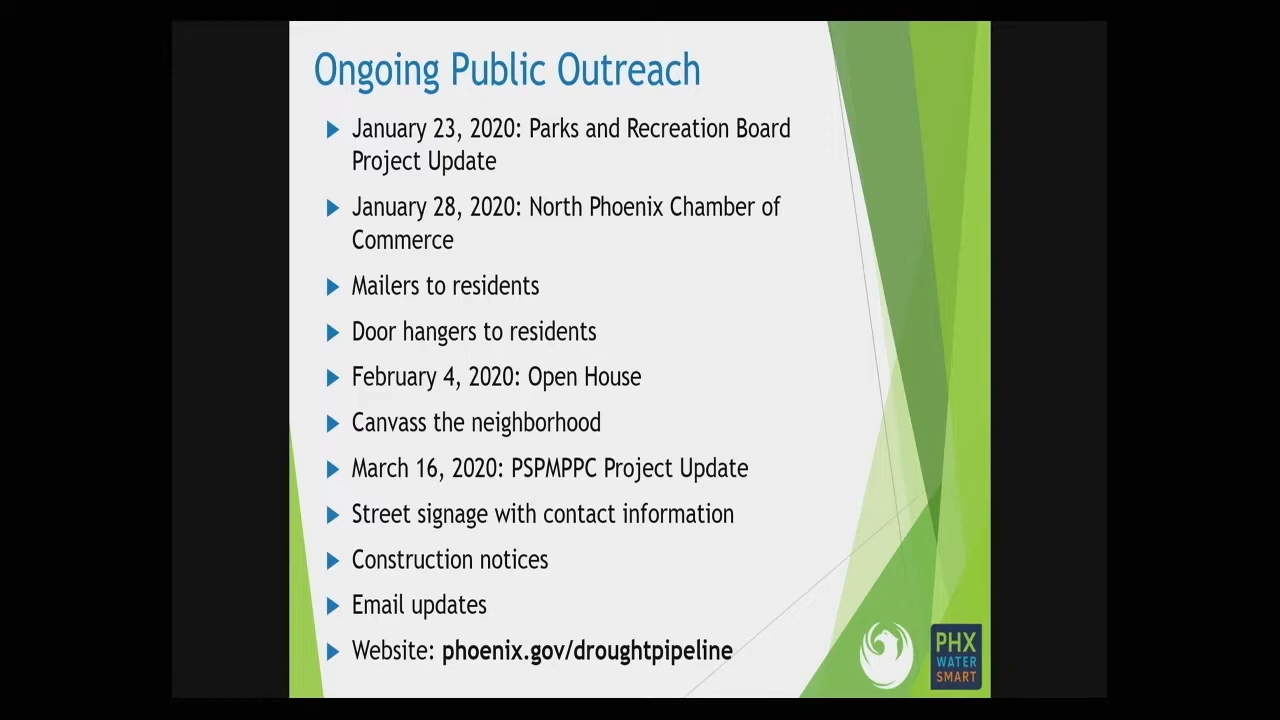 Ongoing Public Outreach
January 23, 2020: Parks and Recreation Board
Project Update
January 28, 2020: North Phoenix Chamber of
Commerce
Mailers to residents
Door hangers to residents
February 4, 2020: Open House
Canvass the neighborhood
March 16, 2020: PSPMPPC Project Update
Street signage with contact information
Construction notices
Email updates
Website: phoenix.gov/droughtpipeline
PHX
WATER
SMART